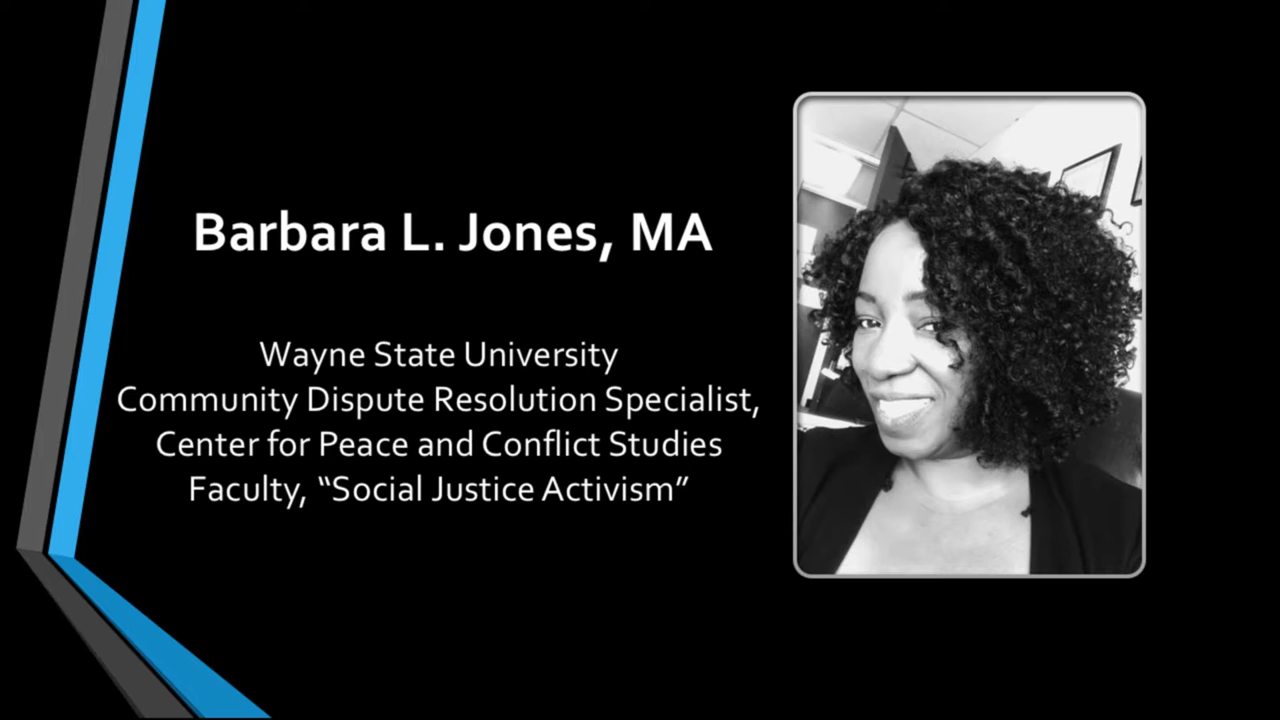 Barbara L. Jones, MA
Wayne State University
Community Dispute Resolution Specialist,
Center for Peace and Conflict Studies
Faculty, “Social Justice Activism”